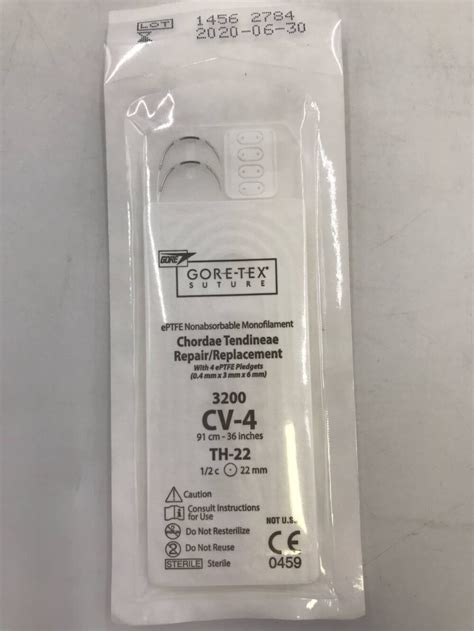 LOT 1456 2784
2020-06-30
GORE
GORE-TEX®
SUTURE
ePTFE Nonabsorbable Monofilament
Chordae Tendineae
Repair/Replacement
With 4 ePTFE Pledgets
(0.4 mm x 3 mm x 6 mm)
3200
CV-4
91 cm - 36 inches
TH-22
1/2 c 22 mm
Caution
Consult Instructions
for Use
Do Not Resterilize
Do Not Reuse
STERILE Sterile
NOT U.S.
CE
0459